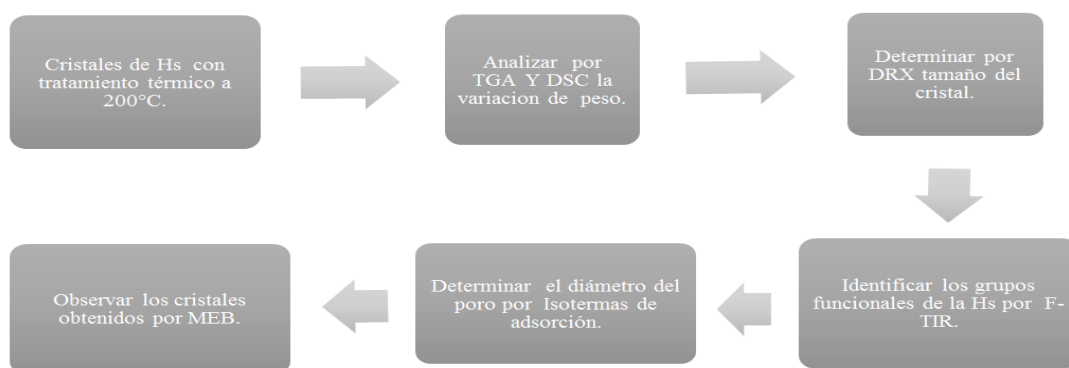 Cristales de Hs con
tratamiento térmico a
200°C.
Analizar por
TGA Y DSC la
variacion de peso.
Determinar por
DRX tamaño del
cristal.
Identificar los grupos
funcionales de la Hs por F-
TIR.
Determinar el diámetro del
poro por Isotermas de
adsorción.
Observar los cristales
obtenidos por MEB.